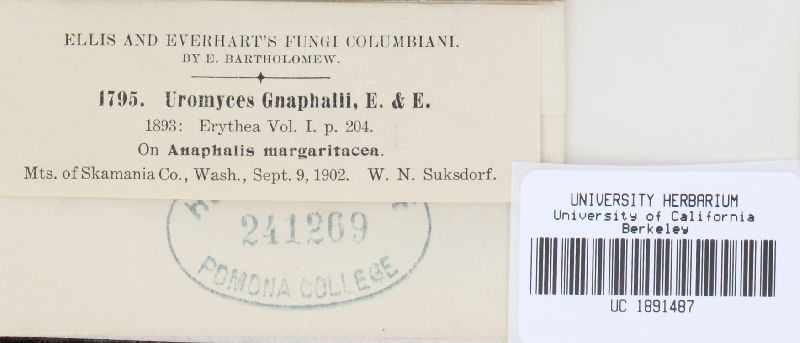 ELLIS AND EVERHART'S FUNGI COLUMBIANI.
BY E. BARTHOLOMEW.
1795. Uromyces Gnaphalii, E. & E.
1893: Erythea Vol. I. p. 204.
On Anaphalis margaritacea.
Mts. of Skamania Co., Wash., Sept. 9, 1902. W. N. Suksdorf.
241269
POMONA COLLEGE
UNIVERSITY HERBARIUM
University of California
Berkeley
UC 1891487